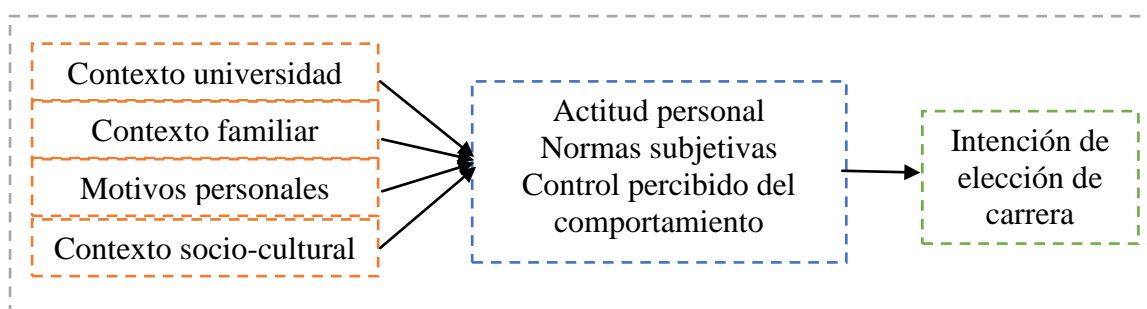 Contexto universidad
Contexto familiar
Motivos personales
Contexto socio-cultural
Actitud personal
Normas subjetivas
Control percibido del
comportamiento
Intención de
elección de
carrera